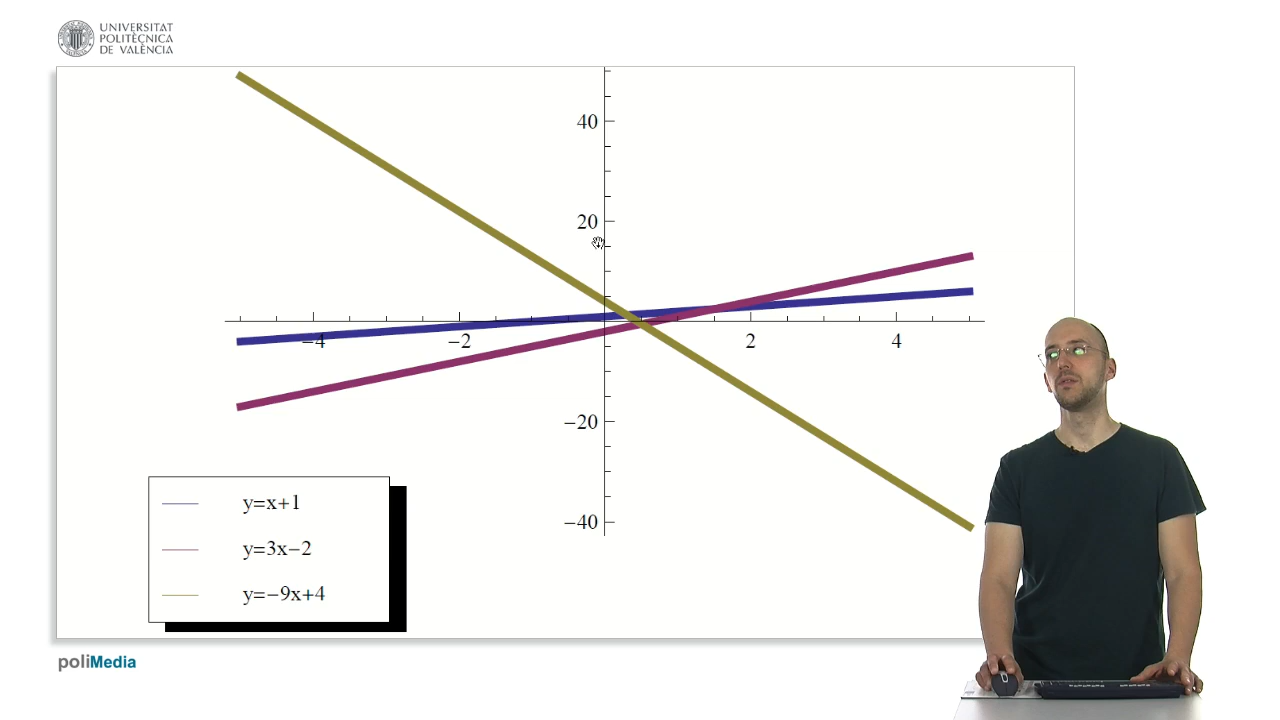 UNIVERSITAT
POLITÈCNICA
DE VALÈNCIA
40
20
−4
−2
2
4
−20
−40
y=x+1
y=3x−2
y=−9x+4
poliMedia